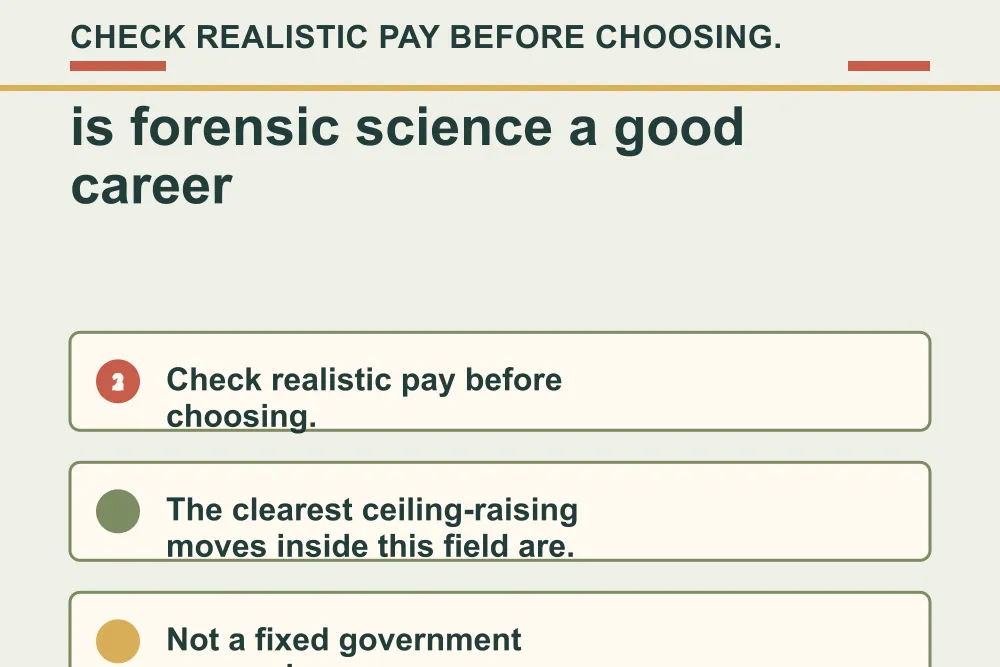 CHECK REALISTIC PAY BEFORE CHOOSING.
is forensic science a good
career
Check realistic pay before
choosing.
The clearest ceiling-raising
moves inside this field are.
Not a fixed government